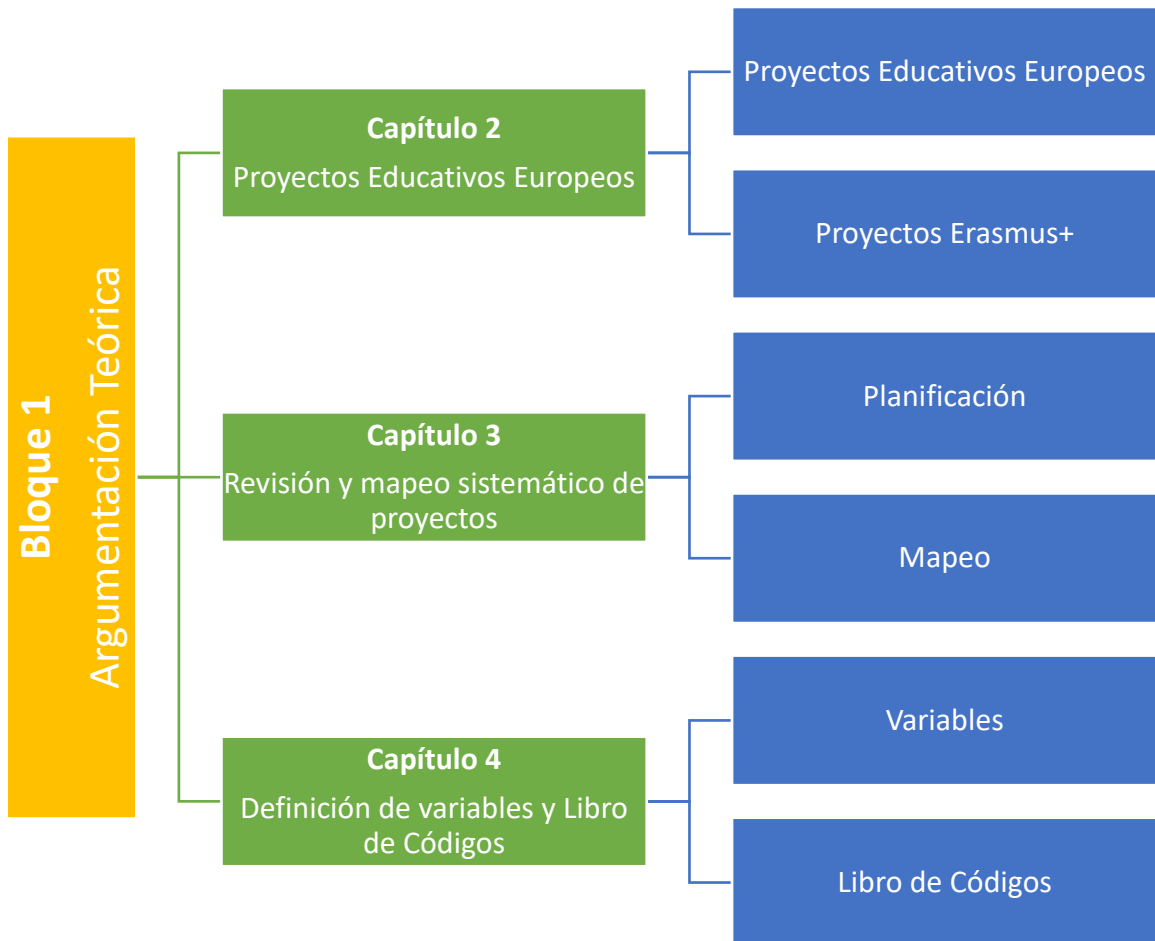 Bloque 1
Argumentación Teórica
Capítulo 2
Proyectos Educativos Europeos
Proyectos Educativos Europeos
Proyectos Erasmus+
Capítulo 3
Revisión y mapeo sistemático de
proyectos
Planificación
Mapeo
Capítulo 4
Definición de variables y Libro
de Códigos
Variables
Libro de Códigos